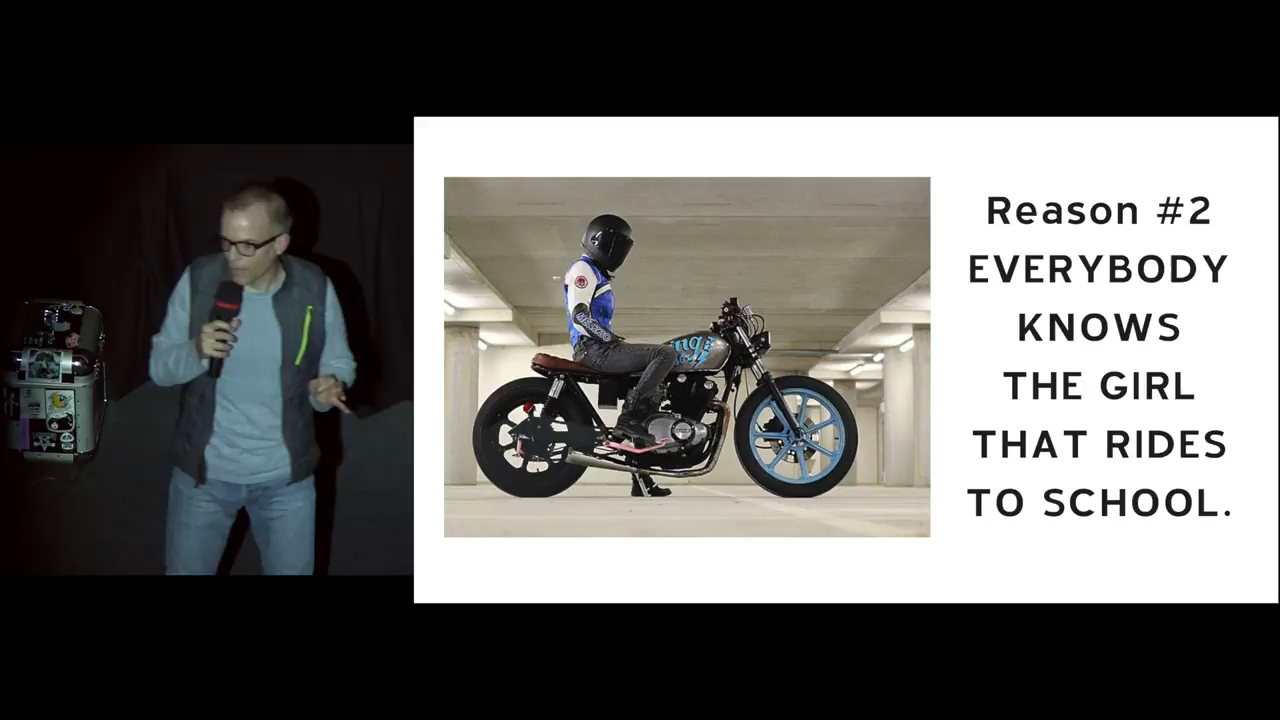 Reason #2
EVERYBODY
KNOWS
THE GIRL
THAT RIDES
TO SCHOOL.